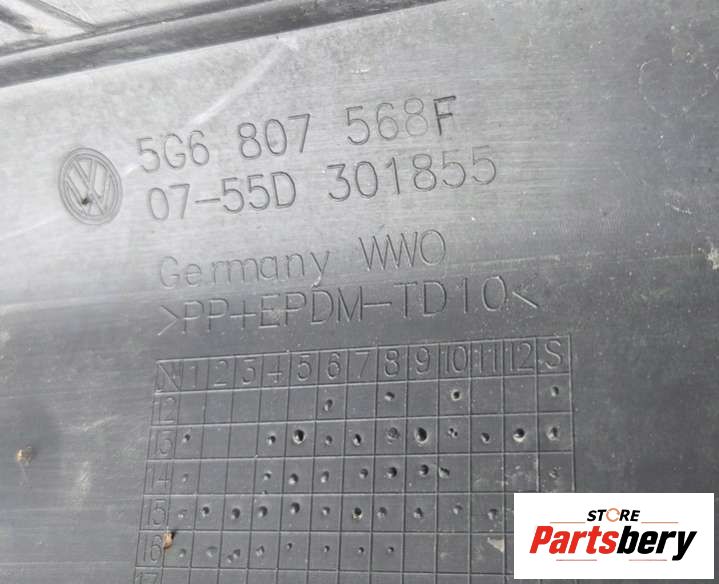 5G6 807 568F
07-55D 301855
Germany WWO
>PP+EPDM-TD10<
N 1 2 3 4 5 6 7 8 9 10 11 12 S
12
13
14
15
16
17
STORE
Partsbery